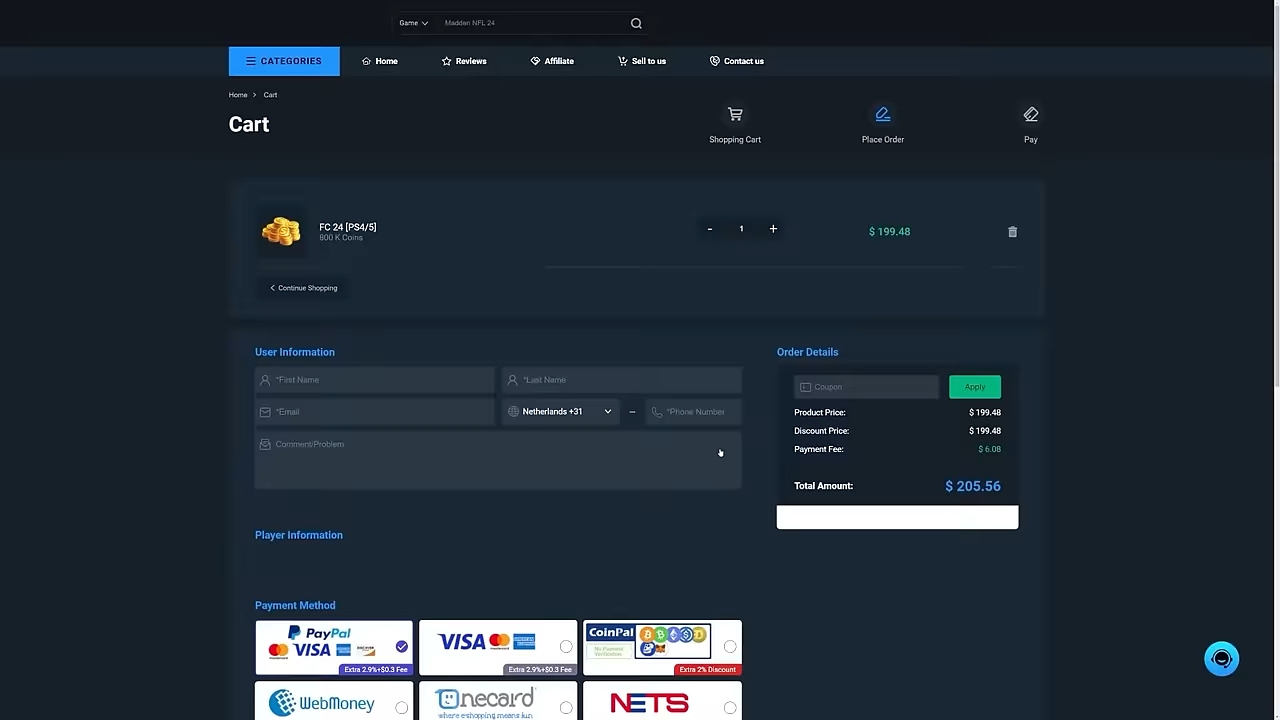 Game
Madden NFL 24
CATEGORIES
Home
Reviews
Affiliate
Sell to us
Contact us
Home > Cart
Cart
Shopping Cart
Place Order
Pay
FC 24 [PS4/5]
800 K Coins
- 1 +
$ 199.48
Continue Shopping
User Information
*First Name
*Last Name
*Email
Netherlands +31
–
*Phone Number
Comment/Problem
Order Details
Coupon
Apply
Product Price: $ 199.48
Discount Price: $ 199.48
Payment Fee: $ 6.08
Total Amount: $ 205.56
Player Information
Payment Method
PayPal
VISA
Extra 2.9%+$0.3 Fee
VISA
Extra 2.9%+$0.3 Fee
CoinPal
No Payment
Verification
Extra 2% Discount
WebMoney
onecard
where e-shopping means fun
NETS